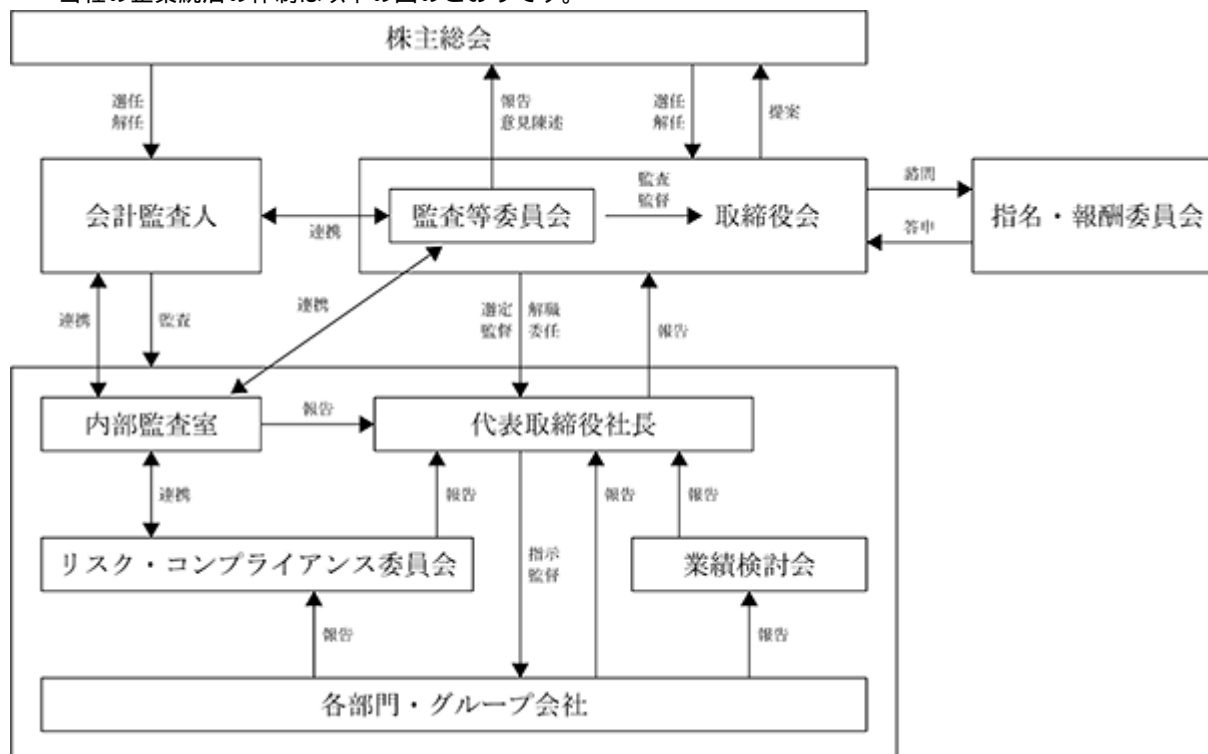 当社の企業統治の体制は以下の図のとおりです。
株主総会
選任
解任
報告
意見陳述
選任
解任
提案
会計監査人
連携
監査等委員会
監査
監督
取締役会
諮問
答申
指名・報酬委員会
連携
監査
連携
選定 解職
監督 委任
報告
内部監査室
報告
代表取締役社長
連携
報告
指示
監督
報告
報告
リスク・コンプライアンス委員会
業績検討会
報告
報告
各部門・グループ会社